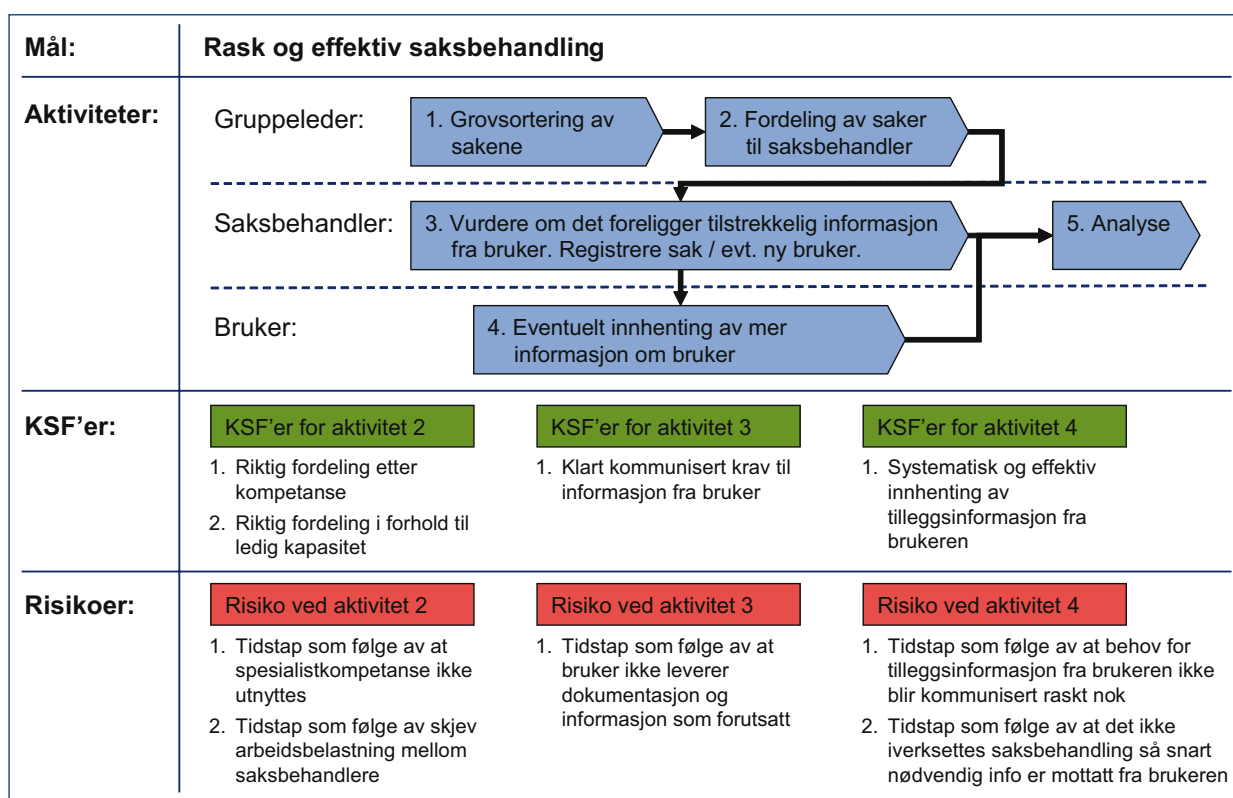 Mål:
Rask og effektiv saksbehandling
Aktiviteter:
Gruppeleder:
1. Grovsortering av
sakene
2. Fordeling av saker
til saksbehandler
Saksbehandler:
3. Vurdere om det foreligger tilstrekkelig informasjon
fra bruker. Registrere sak / evt. ny bruker.
5. Analyse
Bruker:
4. Eventuelt innhenting av mer
informasjon om bruker
KSF'er:
KSF'er for aktivitet 2
1. Riktig fordeling etter
kompetanse
2. Riktig fordeling i forhold til
ledig kapasitet
KSF'er for aktivitet 3
1. Klart kommunisert krav til
informasjon fra bruker
KSF'er for aktivitet 4
1. Systematisk og effektiv
innhenting av
tilleggsinformasjon fra
brukeren
Risikoer:
Risiko ved aktivitet 2
1. Tidstap som følge av at
spesialistkompetanse ikke
utnyttes
2. Tidstap som følge av skjev
arbeidsbelastning mellom
saksbehandlere
Risiko ved aktivitet 3
1. Tidstap som følge av at
bruker ikke leverer
dokumentasjon og
informasjon som forutsatt
Risiko ved aktivitet 4
1. Tidstap som følge av at behov for
tilleggsinformasjon fra brukeren ikke
blir kommunisert raskt nok
2. Tidstap som følge av at det ikke
iverksettes saksbehandling så snart
nødvendig info er mottatt fra brukeren